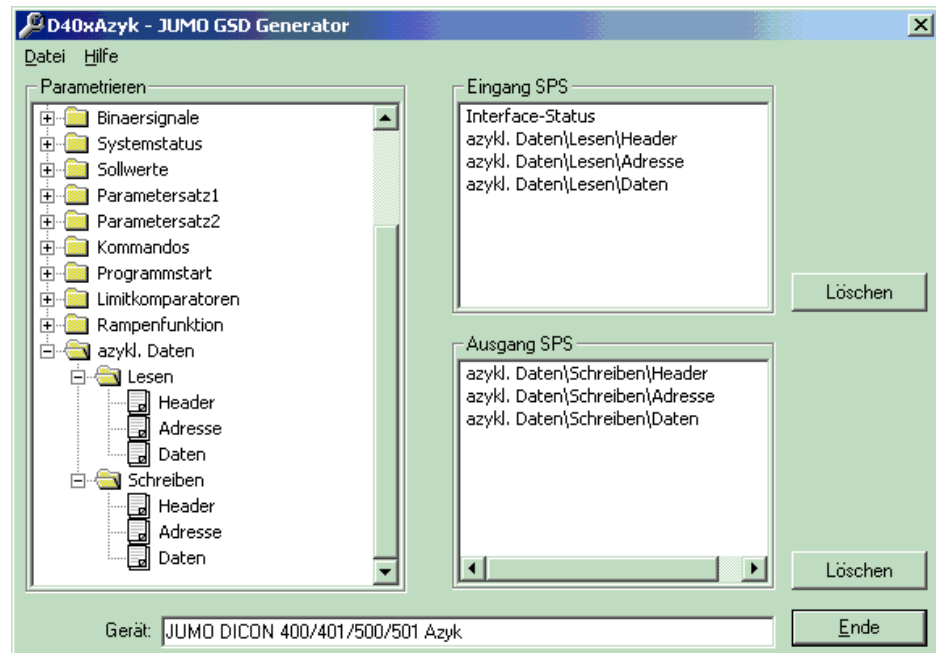 D40xAzyk - JUMO GSD Generator
Datei Hilfe
Parametrieren
Binaersignale
Systemstatus
Sollwerte
Parametersatz1
Parametersatz2
Kommandos
Programmstart
Limitkomparatoren
Rampenfunktion
azykl. Daten
Lesen
Header
Adresse
Daten
Schreiben
Header
Adresse
Daten
Eingang SPS
Interface-Status
azykl. Daten\Lesen\Header
azykl. Daten\Lesen\Adresse
azykl. Daten\Lesen\Daten
Löschen
Ausgang SPS
azykl. Daten\Schreiben\Header
azykl. Daten\Schreiben\Adresse
azykl. Daten\Schreiben\Daten
Löschen
Gerät: JUMO DICON 400/401/500/501 Azyk
Ende